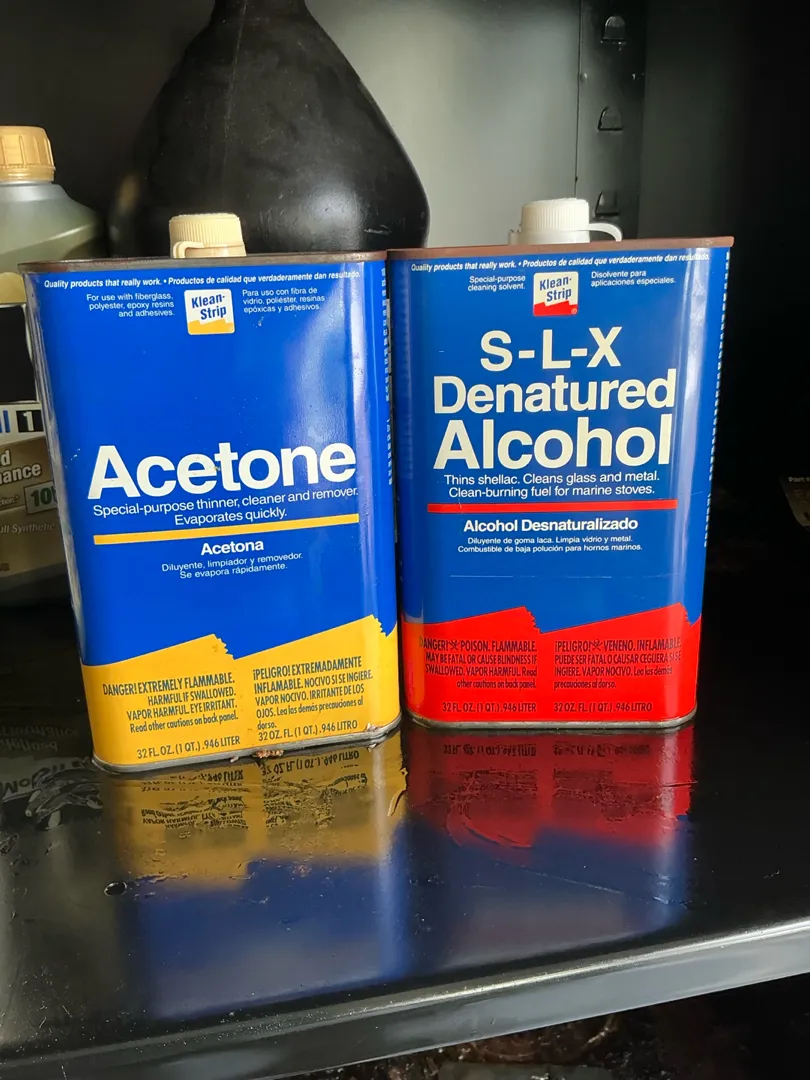 Quality products that really work. • Productos de calidad que verdaderamente dan resultado.
For use with fiberglass,
polyester, epoxy resins
and adhesives.
Klean-
Strip
Para uso con fibra de
vidrio, poliéster, resinas
epóxicas y adhesivos.
Acetone
Special-purpose thinner, cleaner and remover.
Evaporates quickly.
Acetona
Diluyente, limpiador y removedor.
Se evapora rápidamente.
DANGER! EXTREMELY FLAMMABLE.
HARMFUL IF SWALLOWED.
VAPOR HARMFUL. EYE IRRITANT.
Read other cautions on back panel.
¡PELIGRO! EXTREMADAMENTE
INFLAMABLE. NOCIVO SI SE INGIERE.
VAPOR NOCIVO. IRRITANTE DE LOS
OJOS. Lea las demás precauciones al
dorso.
32 FL. OZ. (1 QT.) .946 LITER
32 OZ. FL. (1 QT.) .946 LITRO
Quality products that really work. • Productos de calidad que verdaderamente dan resultado.
Special-purpose
cleaning solvent.
Klean-
Strip
Disolvente para
aplicaciones especiales.
S-L-X
Denatured
Alcohol
Thins shellac. Cleans glass and metal.
Clean-burning fuel for marine stoves.
Alcohol Desnaturalizado
Diluyente de goma laca. Limpia vidrio y metal.
Combustible de baja polución para hornos marinos.
DANGER! POISON. FLAMMABLE.
MAY BE FATAL OR CAUSE BLINDNESS IF
SWALLOWED. VAPOR HARMFUL. Read
other cautions on back panel.
¡PELIGRO! VENENO. INFLAMABLE.
PUEDE SER FATAL O CAUSAR CEGUERA SI SE
INGIERE. VAPOR NOCIVO. Lea las demás
precauciones al dorso.
32 FL. OZ. (1 QT.) .946 LITER
32 OZ. FL. (1 QT.) .946 LITRO
1
ull Synthetic